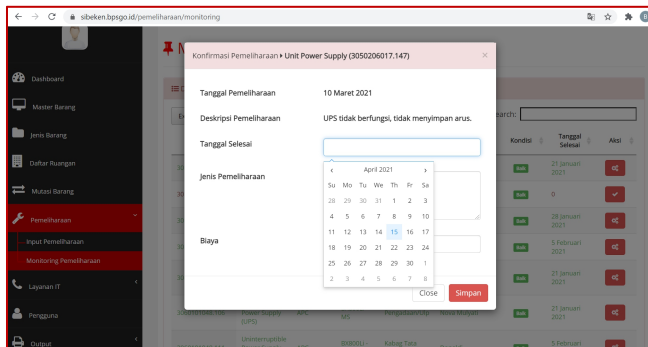 sibeken.bpsgo.id/pemeliharaan/monitoring
M
Konfirmasi Pemeliharaan Unit Power Supply (3050206017.147) ×
Tanggal Pemeliharaan 10 Maret 2021
Deskripsi Pemeliharaan UPS tidak berfungsi, tidak menyimpan arus.
Tanggal Selesai
Jenis Pemeliharaan
Biaya
‹ April 2021 ›
Su Mo Tu We Th Fr Sa
28 29 30 31 1 2 3
4 5 6 7 8 9 10
11 12 13 14 15 16 17
18 19 20 21 22 23 24
25 26 27 28 29 30 1
2 3 4 5 6 7 8
Close Simpan
Dashboard
Master Barang
Jenis Barang
Daftar Ruangan
Mutasi Barang
Pemeliharaan
Input Pemeliharaan
Monitoring Pemeliharaan
Layanan IT
Pengguna
Output
earch:
Kondisi Tanggal Selesai Aksi
Baik 21 Januari 2021
Baik 0
Baik 28 Januari 2021
Baik 5 Februari 2021
Baik 21 Januari 2021
Power Supply (UPS) APC MS Baik 21 Januari 2021
Uninterruptible BX800LI - Kabag Tata Baik 5 Februari